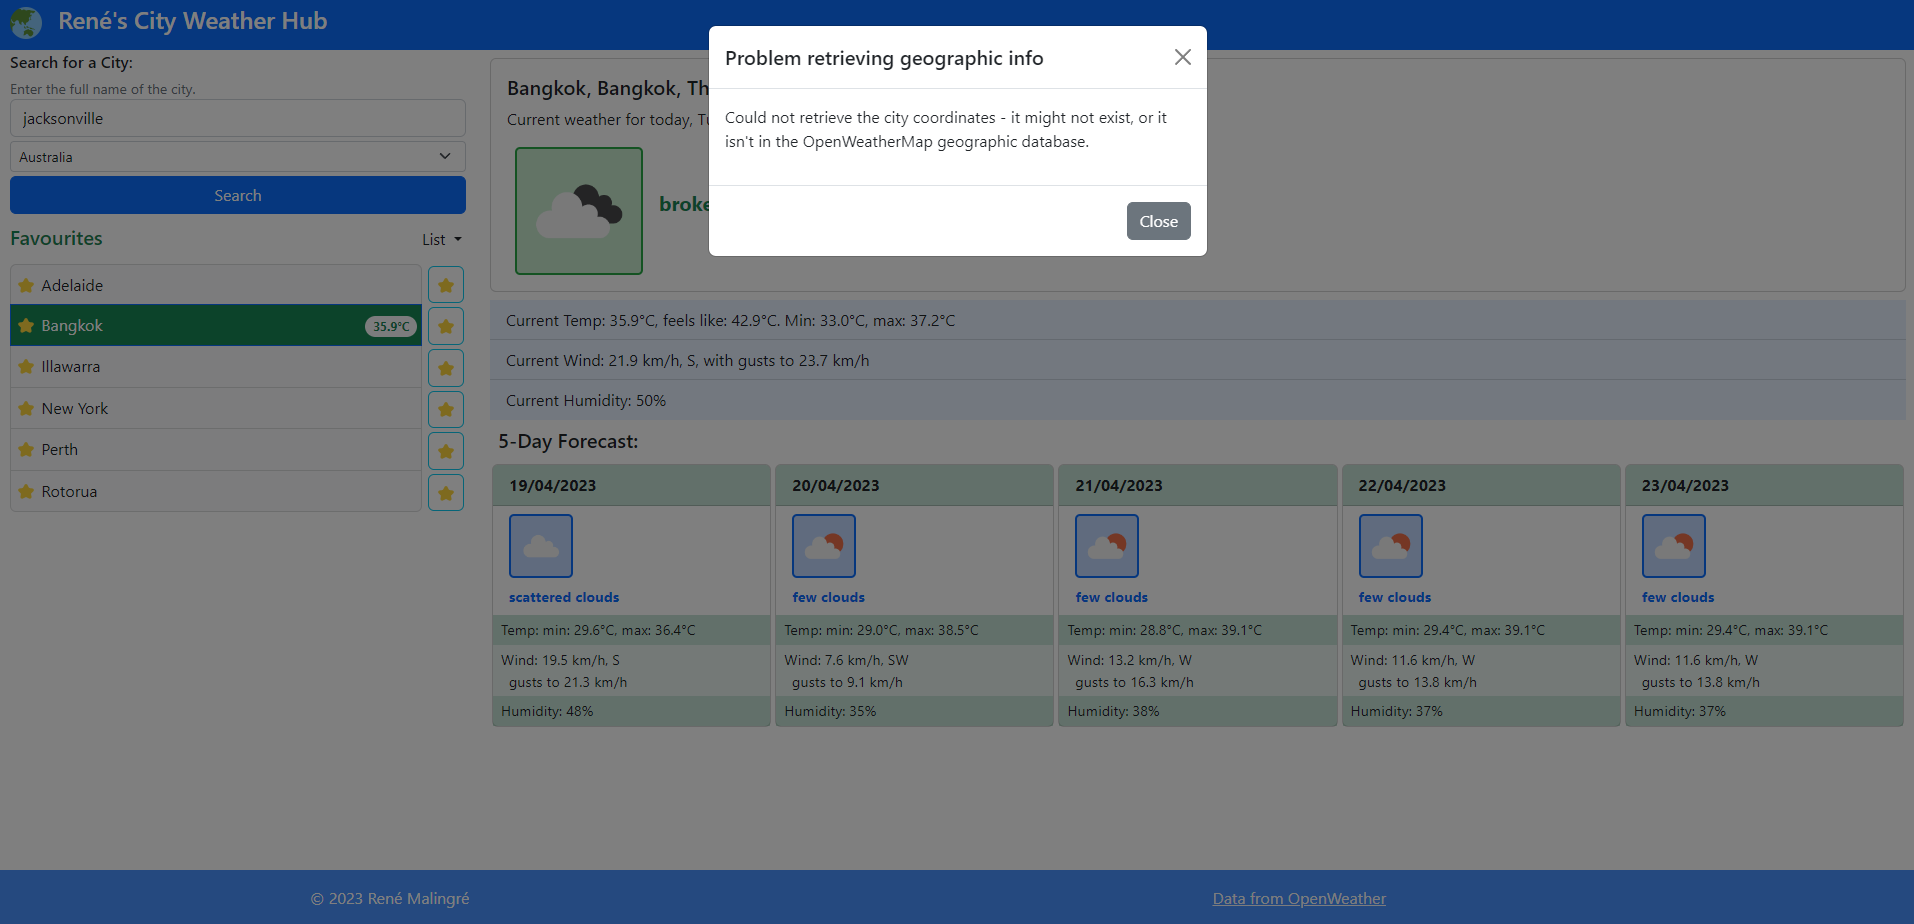 René's City Weather Hub
Search for a City:
Enter the full name of the city.
jacksonville
Australia
Search
Favourites
List
Adelaide
Bangkok
35.9°C
Illawarra
New York
Perth
Rotorua
Problem retrieving geographic info
Could not retrieve the city coordinates - it might not exist, or it
isn't in the OpenWeatherMap geographic database.
Close
Bangkok, Bangkok, Th
Current weather for today,
broke
Current Temp: 35.9°C, feels like: 42.9°C. Min: 33.0°C, max: 37.2°C
Current Wind: 21.9 km/h, S, with gusts to 23.7 km/h
Current Humidity: 50%
5-Day Forecast:
19/04/2023
scattered clouds
Temp: min: 29.6°C, max: 36.4°C
Wind: 19.5 km/h, S
gusts to 21.3 km/h
Humidity: 48%
20/04/2023
few clouds
Temp: min: 29.0°C, max: 38.5°C
Wind: 7.6 km/h, SW
gusts to 9.1 km/h
Humidity: 35%
21/04/2023
few clouds
Temp: min: 28.8°C, max: 39.1°C
Wind: 13.2 km/h, W
gusts to 16.3 km/h
Humidity: 38%
22/04/2023
few clouds
Temp: min: 29.4°C, max: 39.1°C
Wind: 11.6 km/h, W
gusts to 13.8 km/h
Humidity: 37%
23/04/2023
few clouds
Temp: min: 29.4°C, max: 39.1°C
Wind: 11.6 km/h, W
gusts to 13.8 km/h
Humidity: 37%
© 2023 René Malingré
Data from OpenWeather